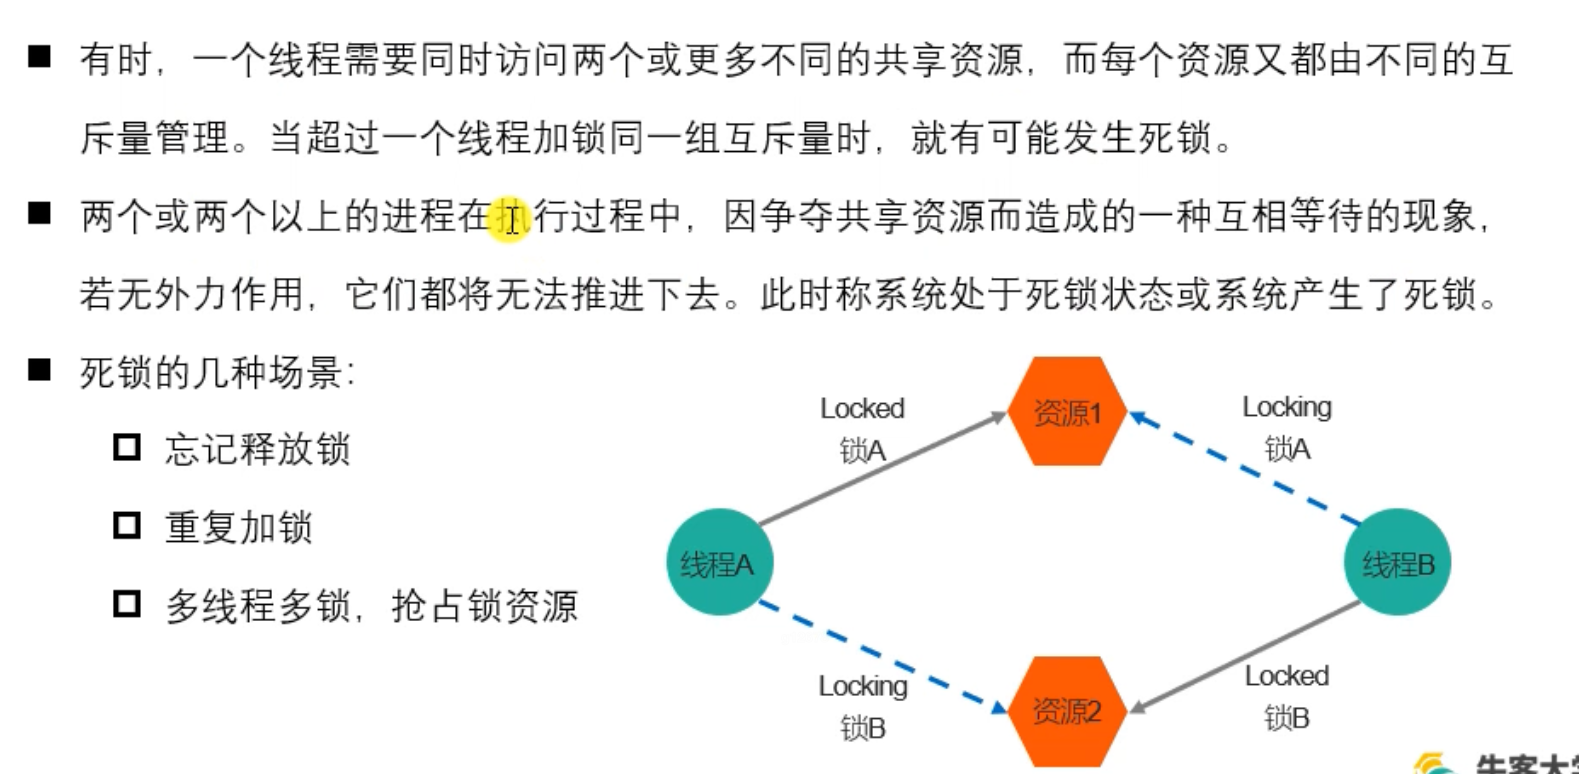 有时，一个线程需要同时访问两个或更多不同的共享资源，而每个资源又都由不同的互
斥量管理。当超过一个线程加锁同一组互斥量时，就有可能发生死锁。
两个或两个以上的进程在执行过程中，因争夺共享资源而造成的一种互相等待的现象，
若无外力作用，它们都将无法推进下去。此时称系统处于死锁状态或系统产生了死锁。
死锁的几种场景：
忘记释放锁
重复加锁
多线程多锁，抢占锁资源
Locked
锁A
资源1
Locking
锁A
线程A
线程B
Locking
锁B
资源2
Locked
锁B
牛客大学